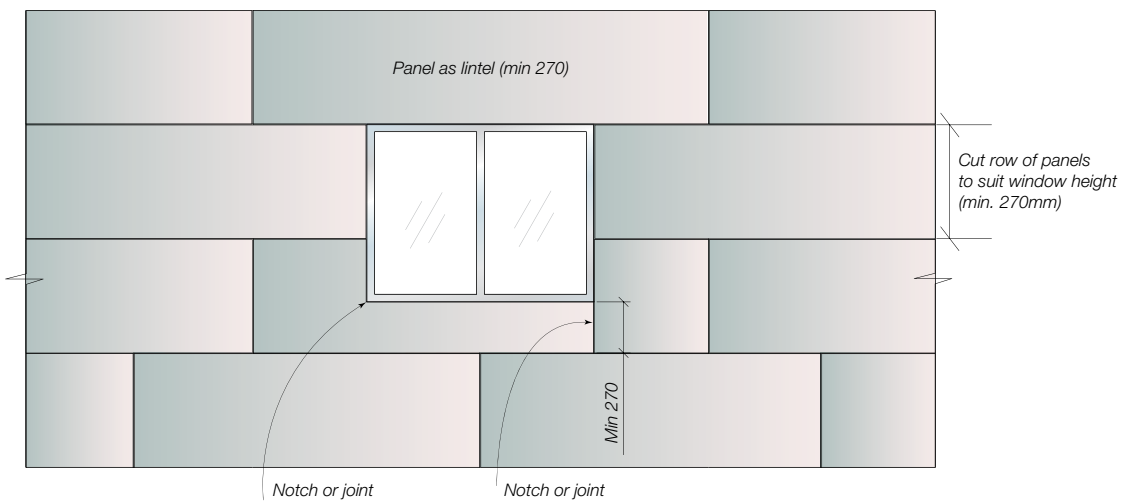 Panel as lintel (min 270)
Cut row of panels
to suit window height
(min. 270mm)
Min 270
Notch or joint
Notch or joint